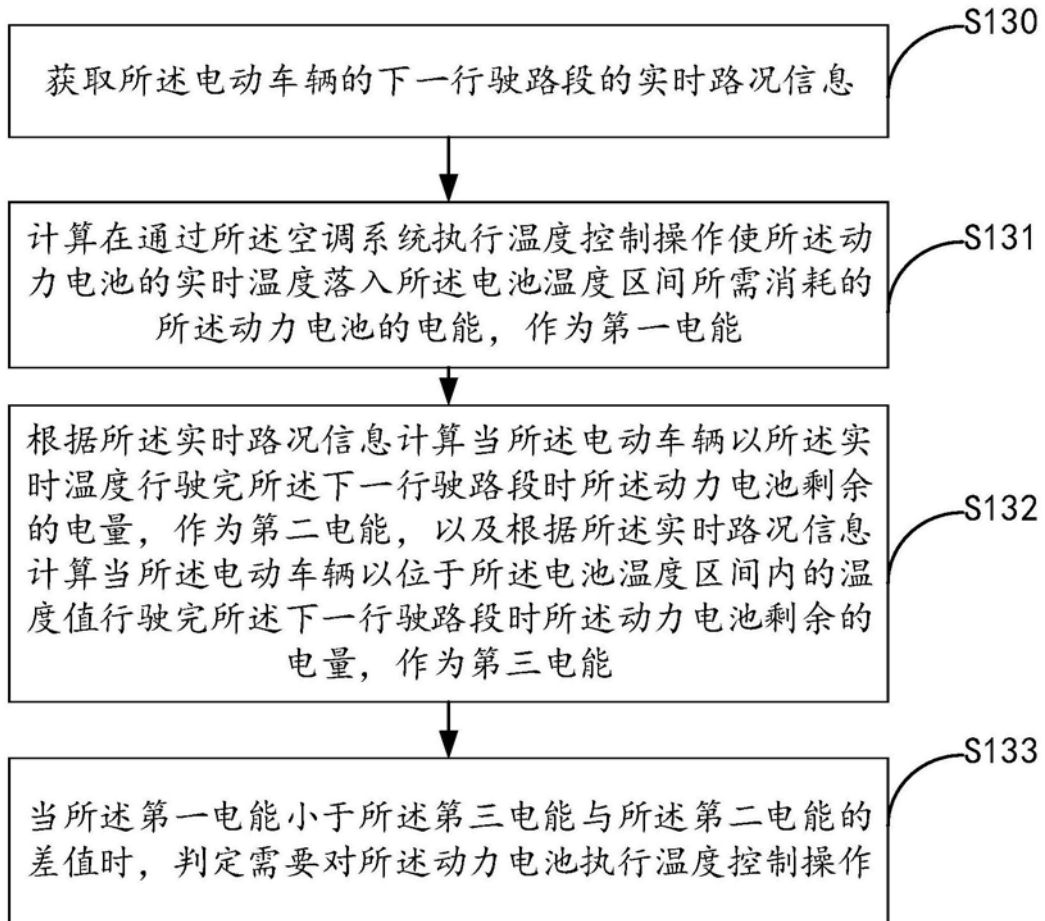 S130
获取所述电动车辆的下一行驶路段的实时路况信息
S131
计算在通过所述空调系统执行温度控制操作使所述动
力电池的实时温度落入所述电池温度区间所需消耗的
所述动力电池的电能，作为第一电能
S132
根据所述实时路况信息计算当所述电动车辆以所述实
时温度行驶完所述下一行驶路段时所述动力电池剩余
的电量，作为第二电能，以及根据所述实时路况信息
计算当所述电动车辆以位于所述电池温度区间内的温
度值行驶完所述下一行驶路段时所述动力电池剩余的
电量，作为第三电能
S133
当所述第一电能小于所述第三电能与所述第二电能的
差值时，判定需要对所述动力电池执行温度控制操作